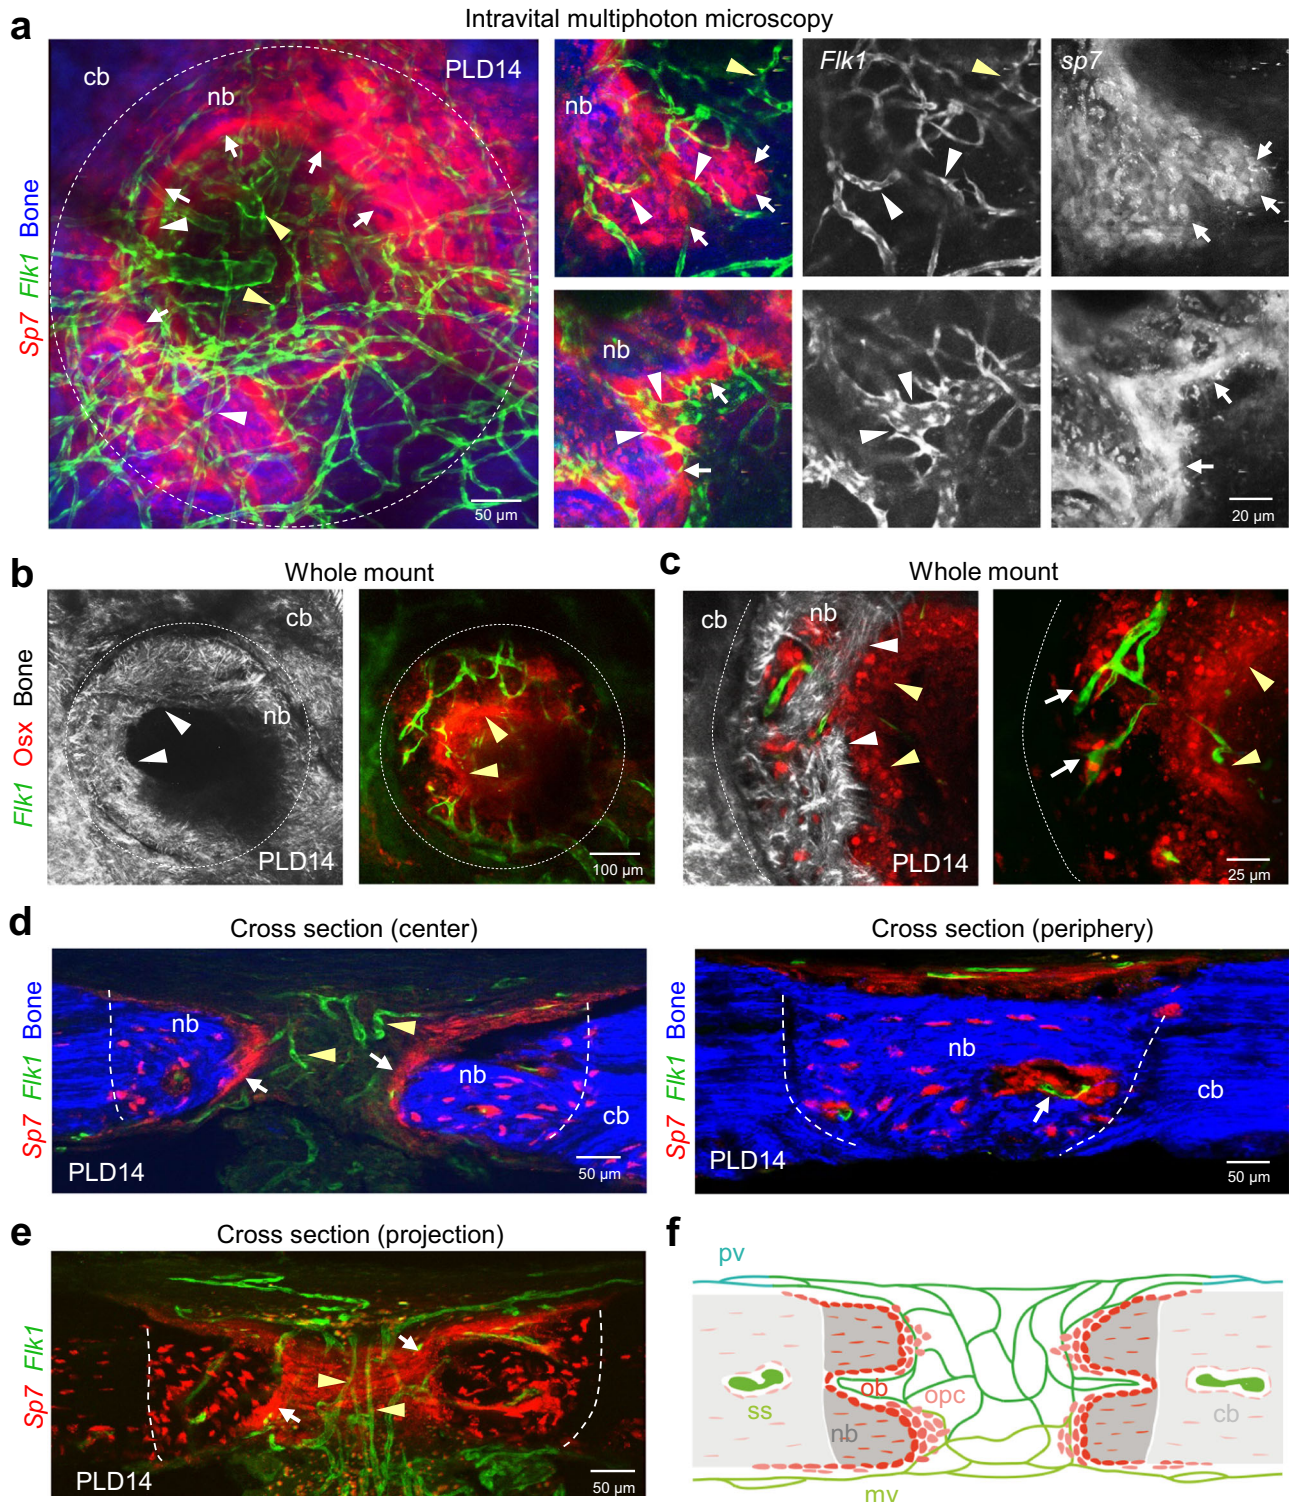 a
Intravital multiphoton microscopy
Sp7 Flk1 Bone
cb
nb
PLD14
50 µm
nb
Flk1
sp7
nb
20 µm
b
Whole mount
Flk1 Osx Bone
cb
nb
PLD14
100 µm
c
Whole mount
cb
nb
PLD14
25 µm
d
Cross section (center)
Sp7 Flk1 Bone
nb
nb
cb
PLD14
50 µm
Cross section (periphery)
Sp7 Flk1 Bone
nb
cb
PLD14
50 µm
e
Cross section (projection)
Sp7 Flk1
PLD14
50 µm
f
pv
ob
opc
ss
nb
cb
mv